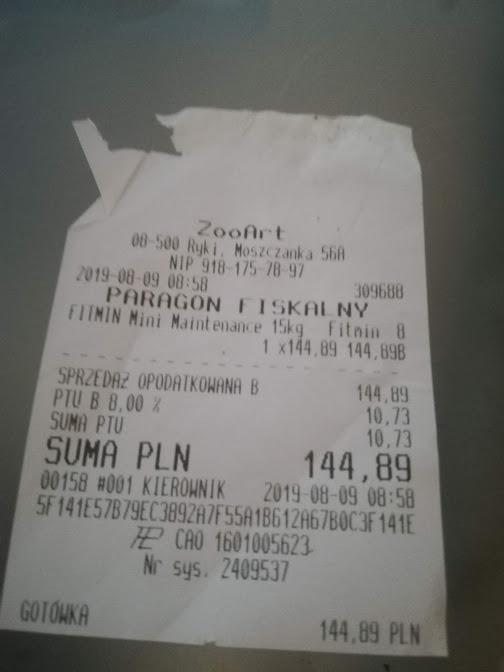 ZooArt
08-500 Ryki, Moszczanka 56A
NIP 918-175-78-97
2019-08-09 08:58 309688
PARAGON FISKALNY
FITMIN Mini Maintenance 15kg Fitmin 8
1 x144,89 144,89B
SPRZEDAŻ OPODATKOWANA B 144,89
PTU B 8,00 % 10,73
SUMA PTU 10,73
SUMA PLN 144,89
00158 #001 KIEROWNIK 2019-08-09 08:58
5F141E57B79EC3892A7F55A1B612A67B0C3F141E
CAO 1601005623
Nr sys. 2409537
GOTÓWKA 144,89 PLN